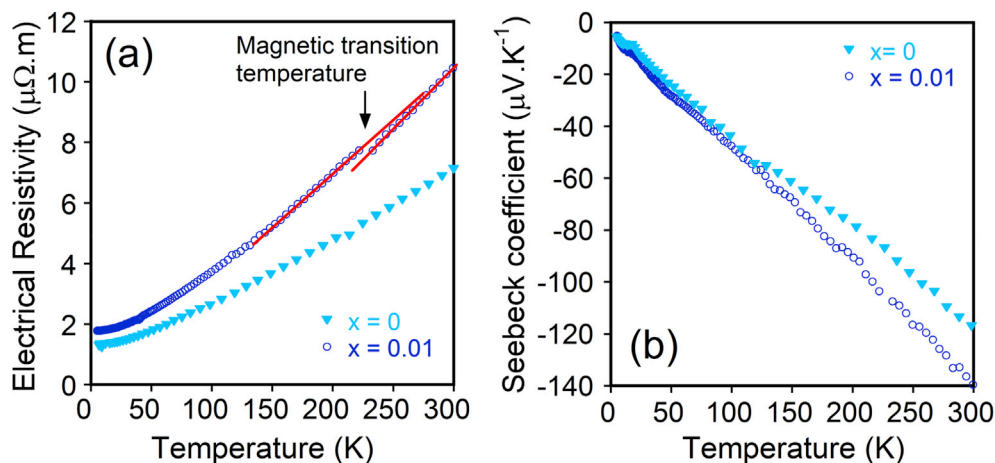 (a)
Magnetic transition
temperature
Electrical Resistivity (μΩ.m)
12
10
8
6
4
2
0
x = 0
x = 0.01
0 50 100 150 200 250 300
Temperature (K)
Seebeck coefficient (μV.K⁻¹)
0
-20
-40
-60
-80
-100
-120
-140
x = 0
x = 0.01
(b)
0 50 100 150 200 250 300
Temperature (K)